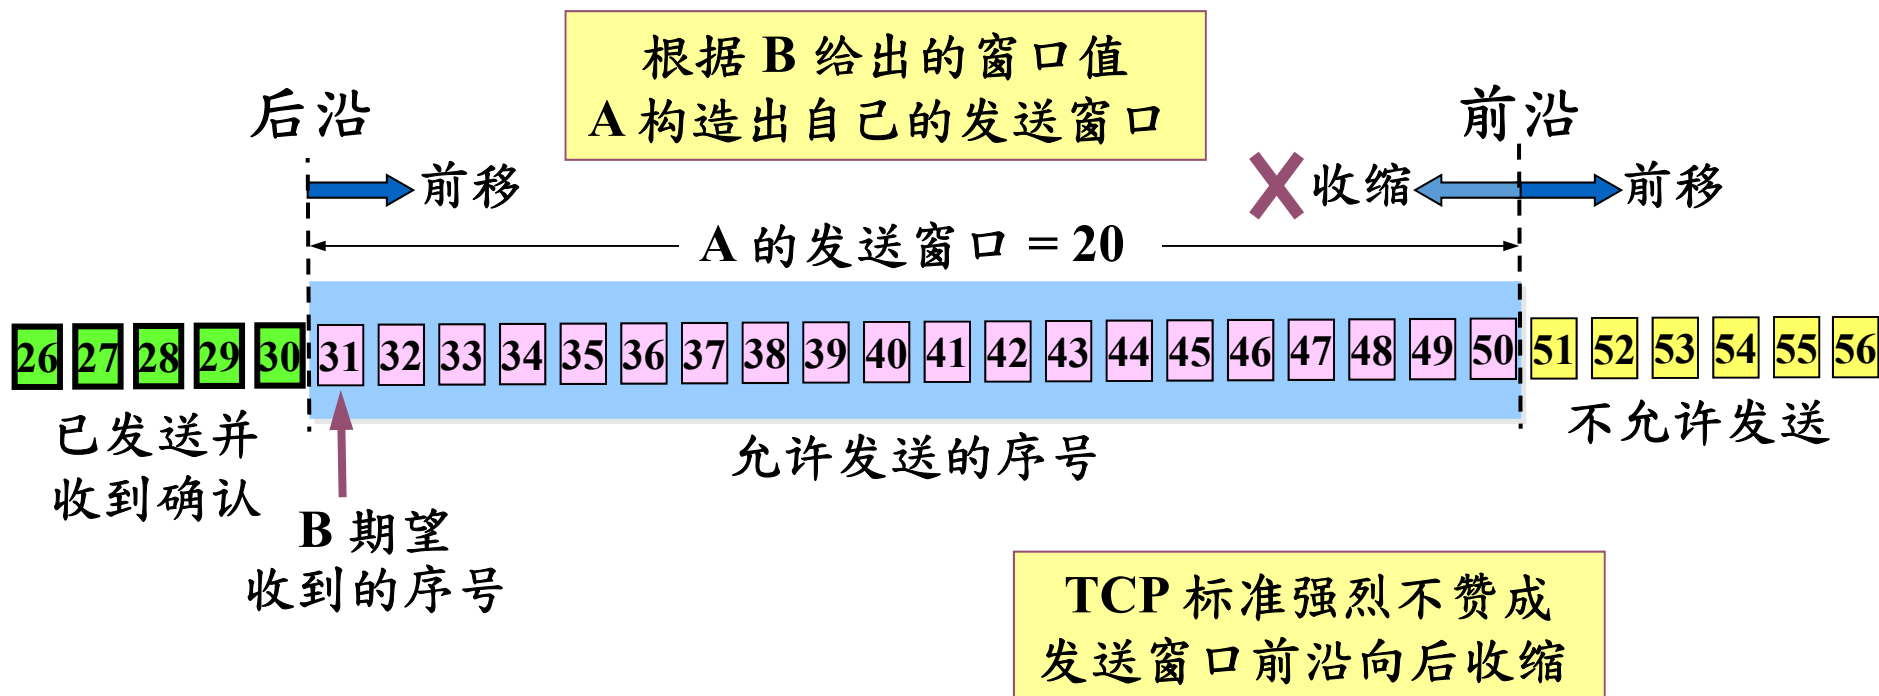 根据 B 给出的窗口值
A 构造出自己的发送窗口
后沿
前沿
前移
收缩
前移
A 的发送窗口 = 20
26 27 28 29 30 31 32 33 34 35 36 37 38 39 40 41 42 43 44 45 46 47 48 49 50 51 52 53 54 55 56
已发送并
收到确认
允许发送的序号
不允许发送
B 期望
收到的序号
TCP 标准强烈不赞成
发送窗口前沿向后收缩